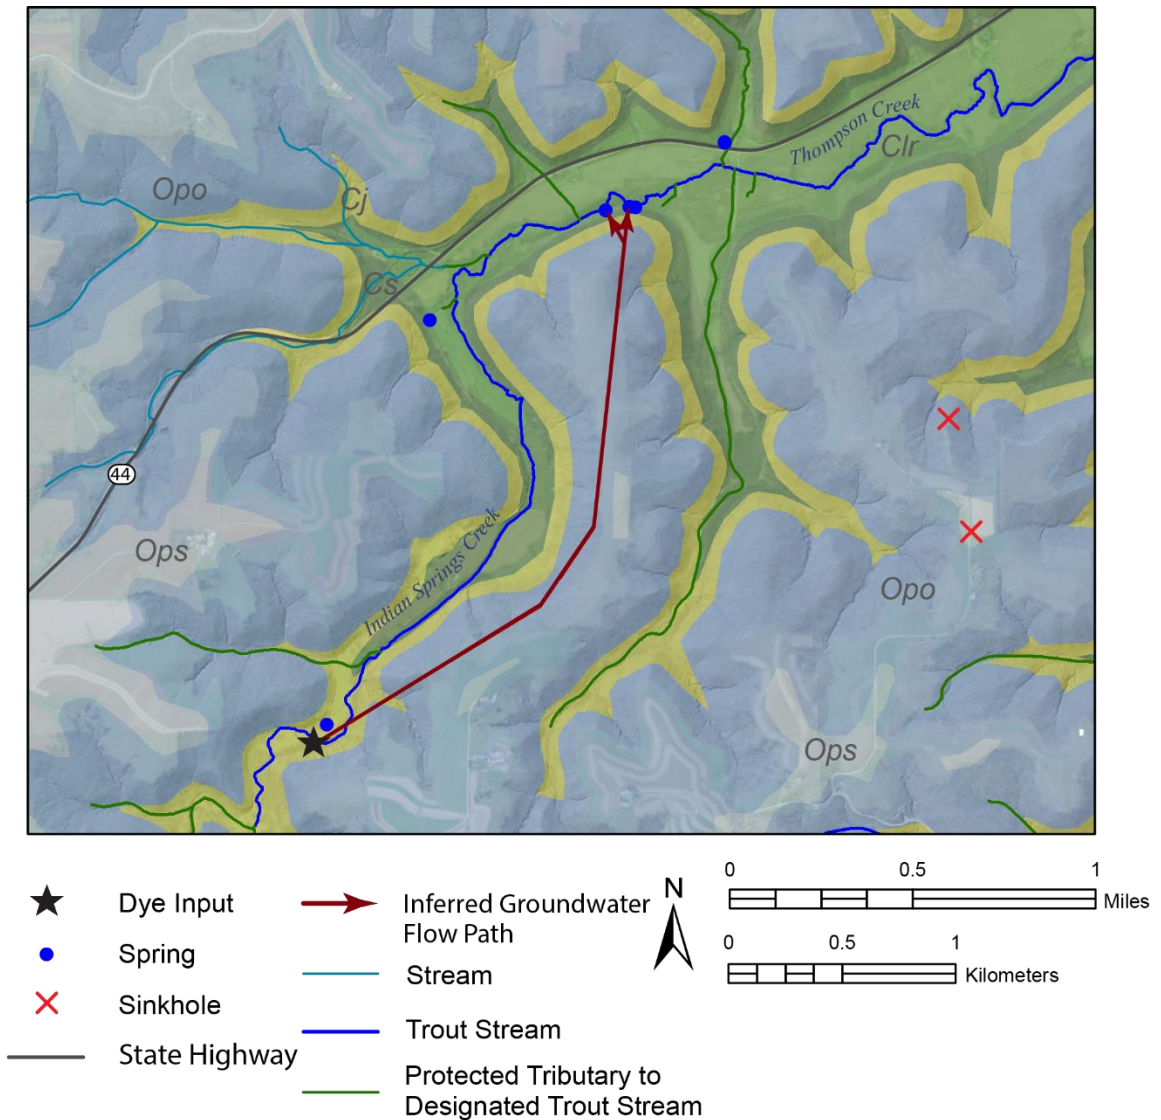 Thompson Creek
Clr
Opo
Cj
Cs
44
Ops
Indian Springs Creek
Opo
Ops
Dye Input
Spring
Sinkhole
State Highway
Inferred Groundwater
Flow Path
Stream
Trout Stream
Protected Tributary to
Designated Trout Stream
N
0 0.5 1
Miles
0 0.5 1
Kilometers